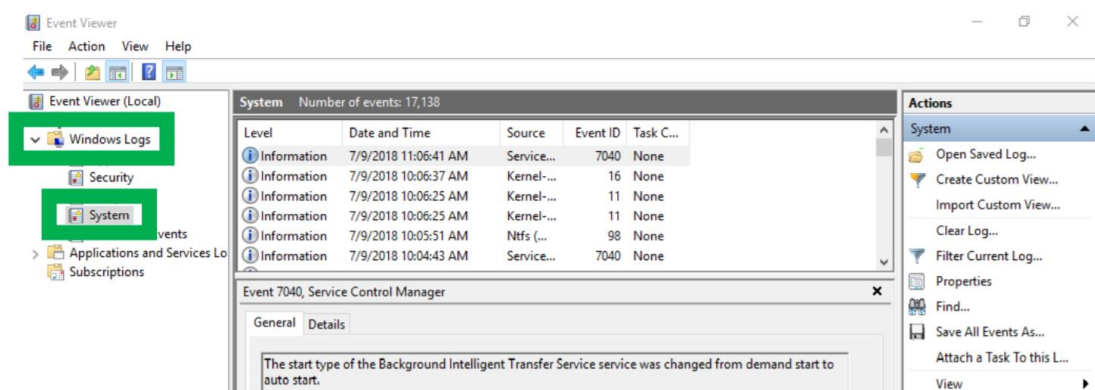 Event Viewer
File Action View Help
Event Viewer (Local)
Windows Logs
Security
System
vents
Applications and Services Lo
Subscriptions
System Number of events: 17,138
Level Date and Time Source Event ID Task C...
Information 7/9/2018 11:06:41 AM Service... 7040 None
Information 7/9/2018 10:06:37 AM Kernel-... 16 None
Information 7/9/2018 10:06:25 AM Kernel-... 11 None
Information 7/9/2018 10:06:25 AM Kernel-... 11 None
Information 7/9/2018 10:05:51 AM Ntfs (... 98 None
Information 7/9/2018 10:04:43 AM Service... 7040 None
Event 7040, Service Control Manager
General Details
The start type of the Background Intelligent Transfer Service service was changed from demand start to
auto start.
Actions
System
Open Saved Log...
Create Custom View...
Import Custom View...
Clear Log...
Filter Current Log...
Properties
Find...
Save All Events As...
Attach a Task To this L...
View